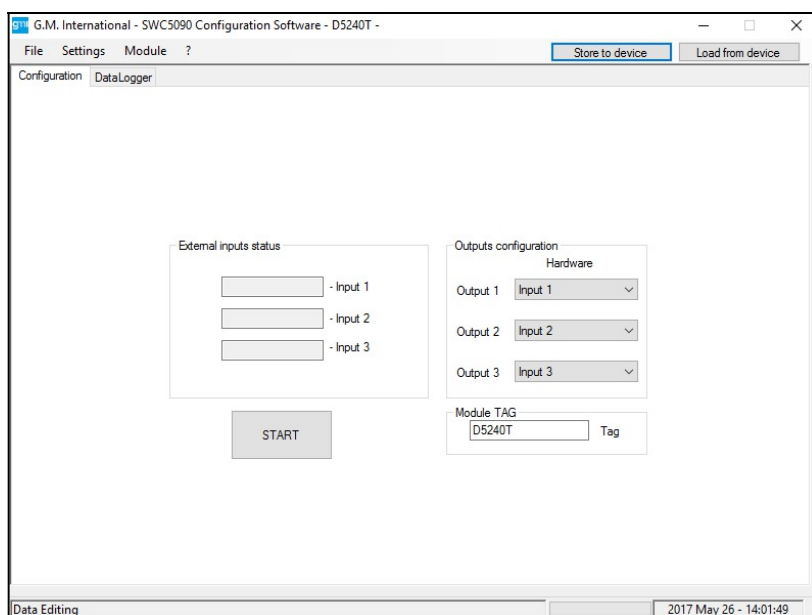 gmi G.M. International - SWC5090 Configuration Software - D5240T -
File Settings Module ? Store to device Load from device
Configuration DataLogger
External inputs status
- Input 1
- Input 2
- Input 3
START
Outputs configuration
Hardware
Output 1 Input 1
Output 2 Input 2
Output 3 Input 3
Module TAG
D5240T Tag
Data Editing 2017 May 26 - 14:01:49